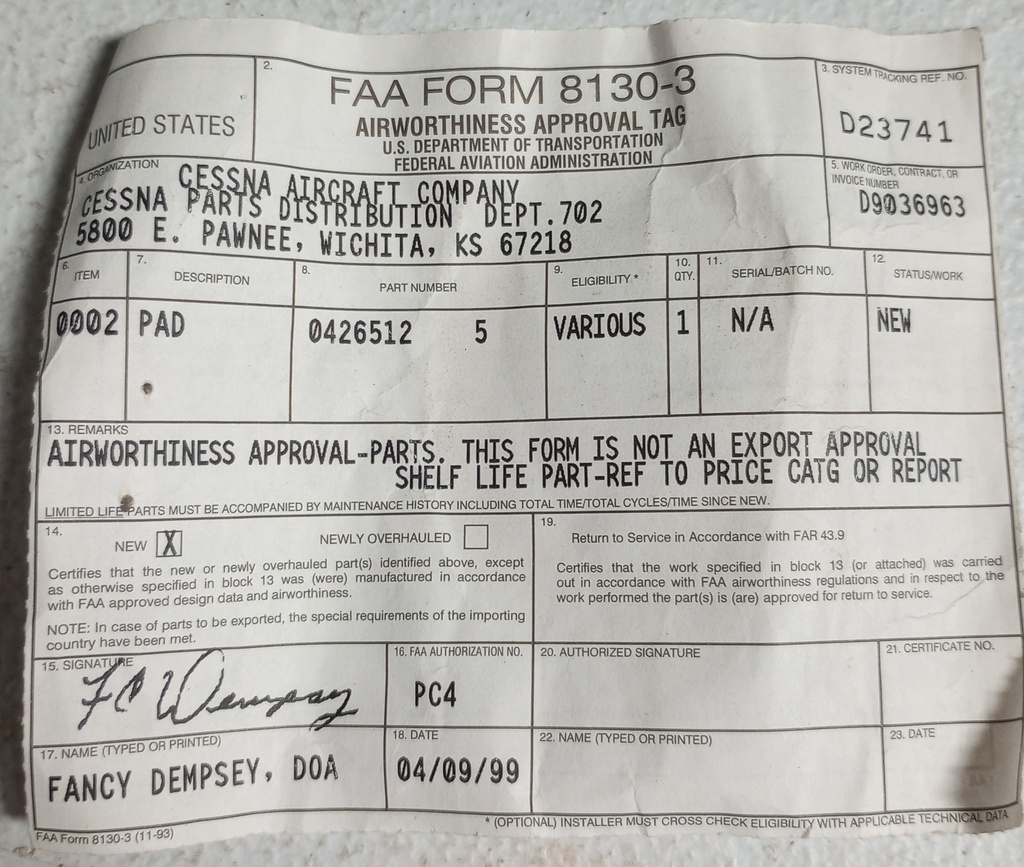 UNITED STATES
2.
FAA FORM 8130-3
AIRWORTHINESS APPROVAL TAG
U.S. DEPARTMENT OF TRANSPORTATION
FEDERAL AVIATION ADMINISTRATION
3. SYSTEM TRACKING REF. NO.
D23741
4. ORGANIZATION
CESSNA AIRCRAFT COMPANY
CESSNA PARTS DISTRIBUTION DEPT.702
5800 E. PAWNEE, WICHITA, KS 67218
5. WORK ORDER, CONTRACT, OR
INVOICE NUMBER
D9036963
6. ITEM 7. DESCRIPTION 8. PART NUMBER 9. ELIGIBILITY * 10. QTY. 11. SERIAL/BATCH NO. 12. STATUS/WORK
0002 PAD 0426512 5 VARIOUS 1 N/A NEW
13. REMARKS
AIRWORTHINESS APPROVAL-PARTS. THIS FORM IS NOT AN EXPORT APPROVAL
SHELF LIFE PART-REF TO PRICE CATG OR REPORT
LIMITED LIFE PARTS MUST BE ACCOMPANIED BY MAINTENANCE HISTORY INCLUDING TOTAL TIME/TOTAL CYCLES/TIME SINCE NEW.
14.
NEW X NEWLY OVERHAULED
Certifies that the new or newly overhauled part(s) identified above, except
as otherwise specified in block 13 was (were) manufactured in accordance
with FAA approved design data and airworthiness.
NOTE: In case of parts to be exported, the special requirements of the importing
country have been met.
19.
Return to Service in Accordance with FAR 43.9
Certifies that the work specified in block 13 (or attached) was carried
out in accordance with FAA airworthiness regulations and in respect to the
work performed the part(s) is (are) approved for return to service.
15. SIGNATURE
FC Dempsey
16. FAA AUTHORIZATION NO.
PC4
20. AUTHORIZED SIGNATURE
21. CERTIFICATE NO.
17. NAME (TYPED OR PRINTED)
FANCY DEMPSEY, DOA
18. DATE
04/09/99
22. NAME (TYPED OR PRINTED)
23. DATE
FAA Form 8130-3 (11-93)
* (OPTIONAL) INSTALLER MUST CROSS CHECK ELIGIBILITY WITH APPLICABLE TECHNICAL DATA